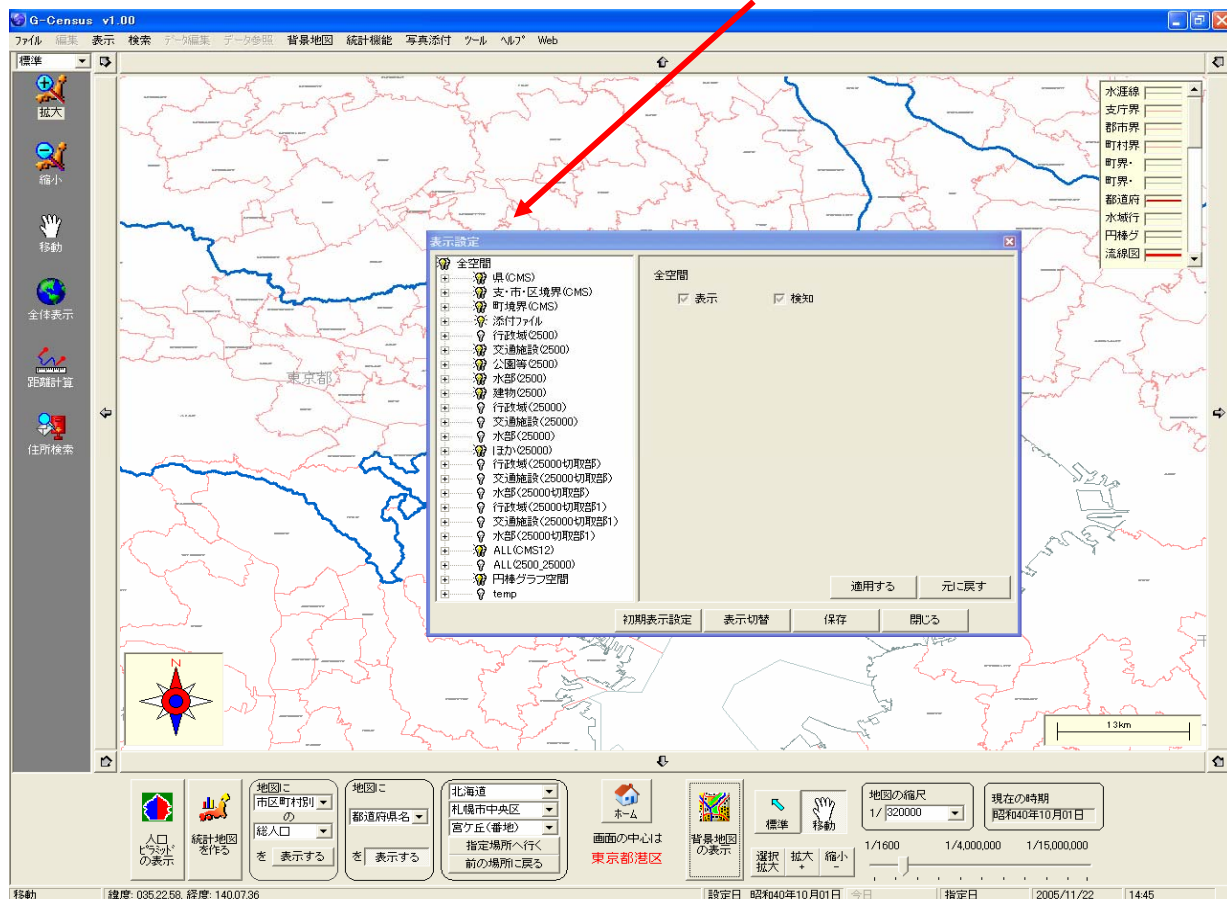 G-Census v1.00
ファイル 編集 表示 検索 データ編集 データ参照 背景地図 統計機能 写真添付 ツール ヘルプ Web
標準
拡大
縮小
移動
全体表示
距離計算
住所検索
東京都
水涯線
支庁界
郡市界
町村界
町界・
町界・
都道府
水域行
円棒グ
流線図
表示設定
全空間
県(CMS)
支・市・区境界(CMS)
町境界(CMS)
添付ファイル
行政域(2500)
交通施設(2500)
公園等(2500)
水部(2500)
建物(2500)
行政域(25000)
交通施設(25000)
水部(25000)
ほか(25000)
行政域(25000切取部)
交通施設(25000切取部)
水部(25000切取部)
行政域(25000切取部1)
交通施設(25000切取部1)
水部(25000切取部1)
ALL(CMS12)
ALL(2500_25000)
円棒グラフ空間
temp
全空間
表示 検知
適用する 元に戻す
初期表示設定 表示切替 保存 閉じる
N
13km
人口
ピラミッド
の表示
統計地図
を作る
地図に
市区町村別
の
総人口
を 表示する
地図に
都道府県名
を 表示する
北海道
札幌市中央区
宮ケ丘(番地)
指定場所へ行く
前の場所に戻る
ホーム
画面の中心は
東京都港区
背景地図
の表示
標準 移動
選択拡大 拡大+ 縮小-
地図の縮尺
1/ 320000
現在の時期
昭和40年10月01日
1/1600 1/4,000,000 1/15,000,000
移動 緯度: 035.22.58. 経度: 140.07.36 設定日 昭和40年10月01日 今日 指定日 2005/11/22 14:45